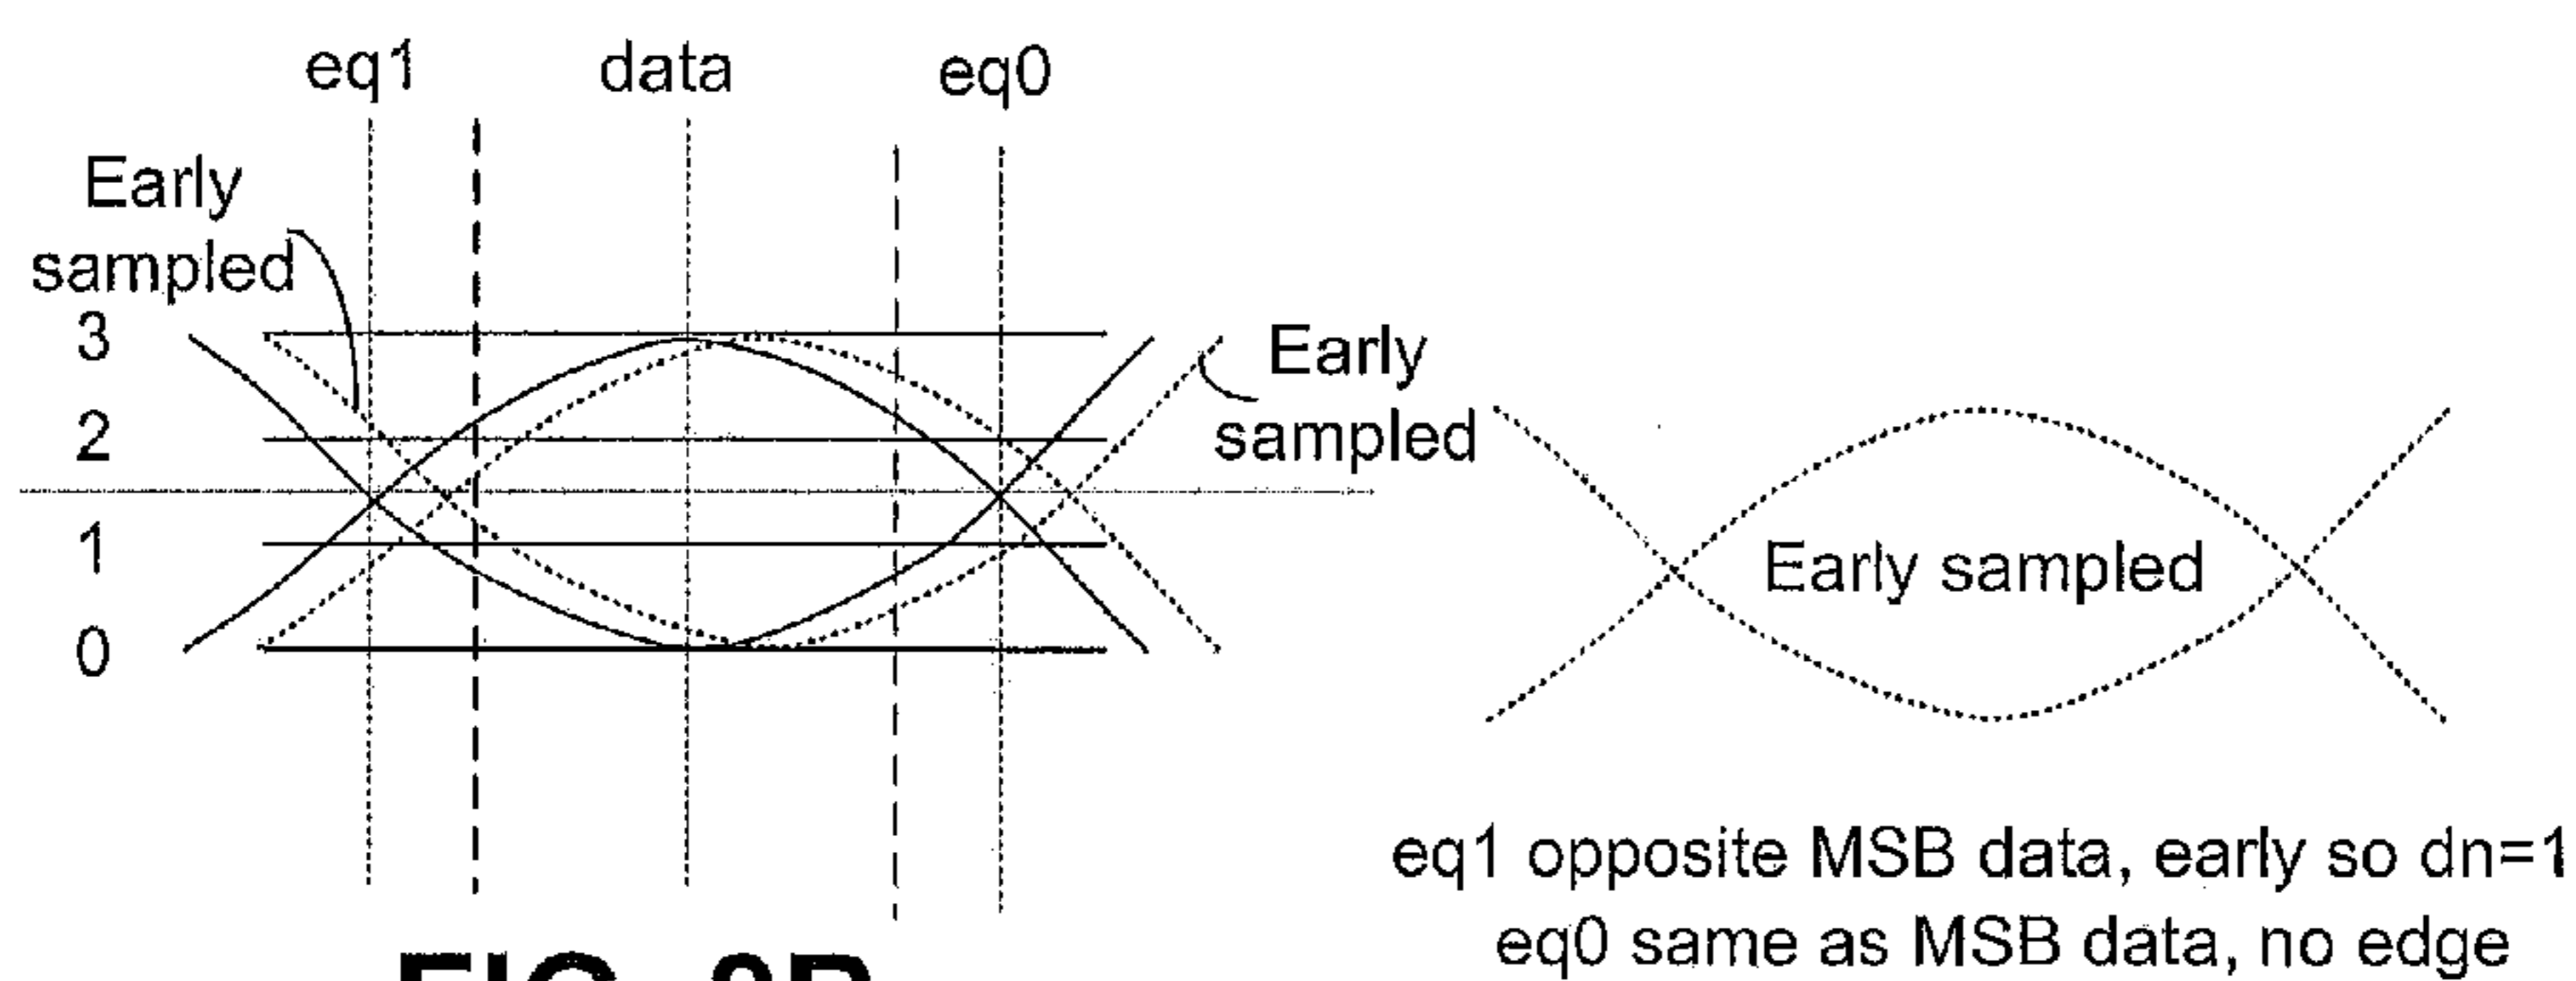 eq1 data eq0
Early
sampled
3
2
1
0
Early
sampled
Early sampled
eq1 opposite MSB data, early so dn=1
eq0 same as MSB data, no edge